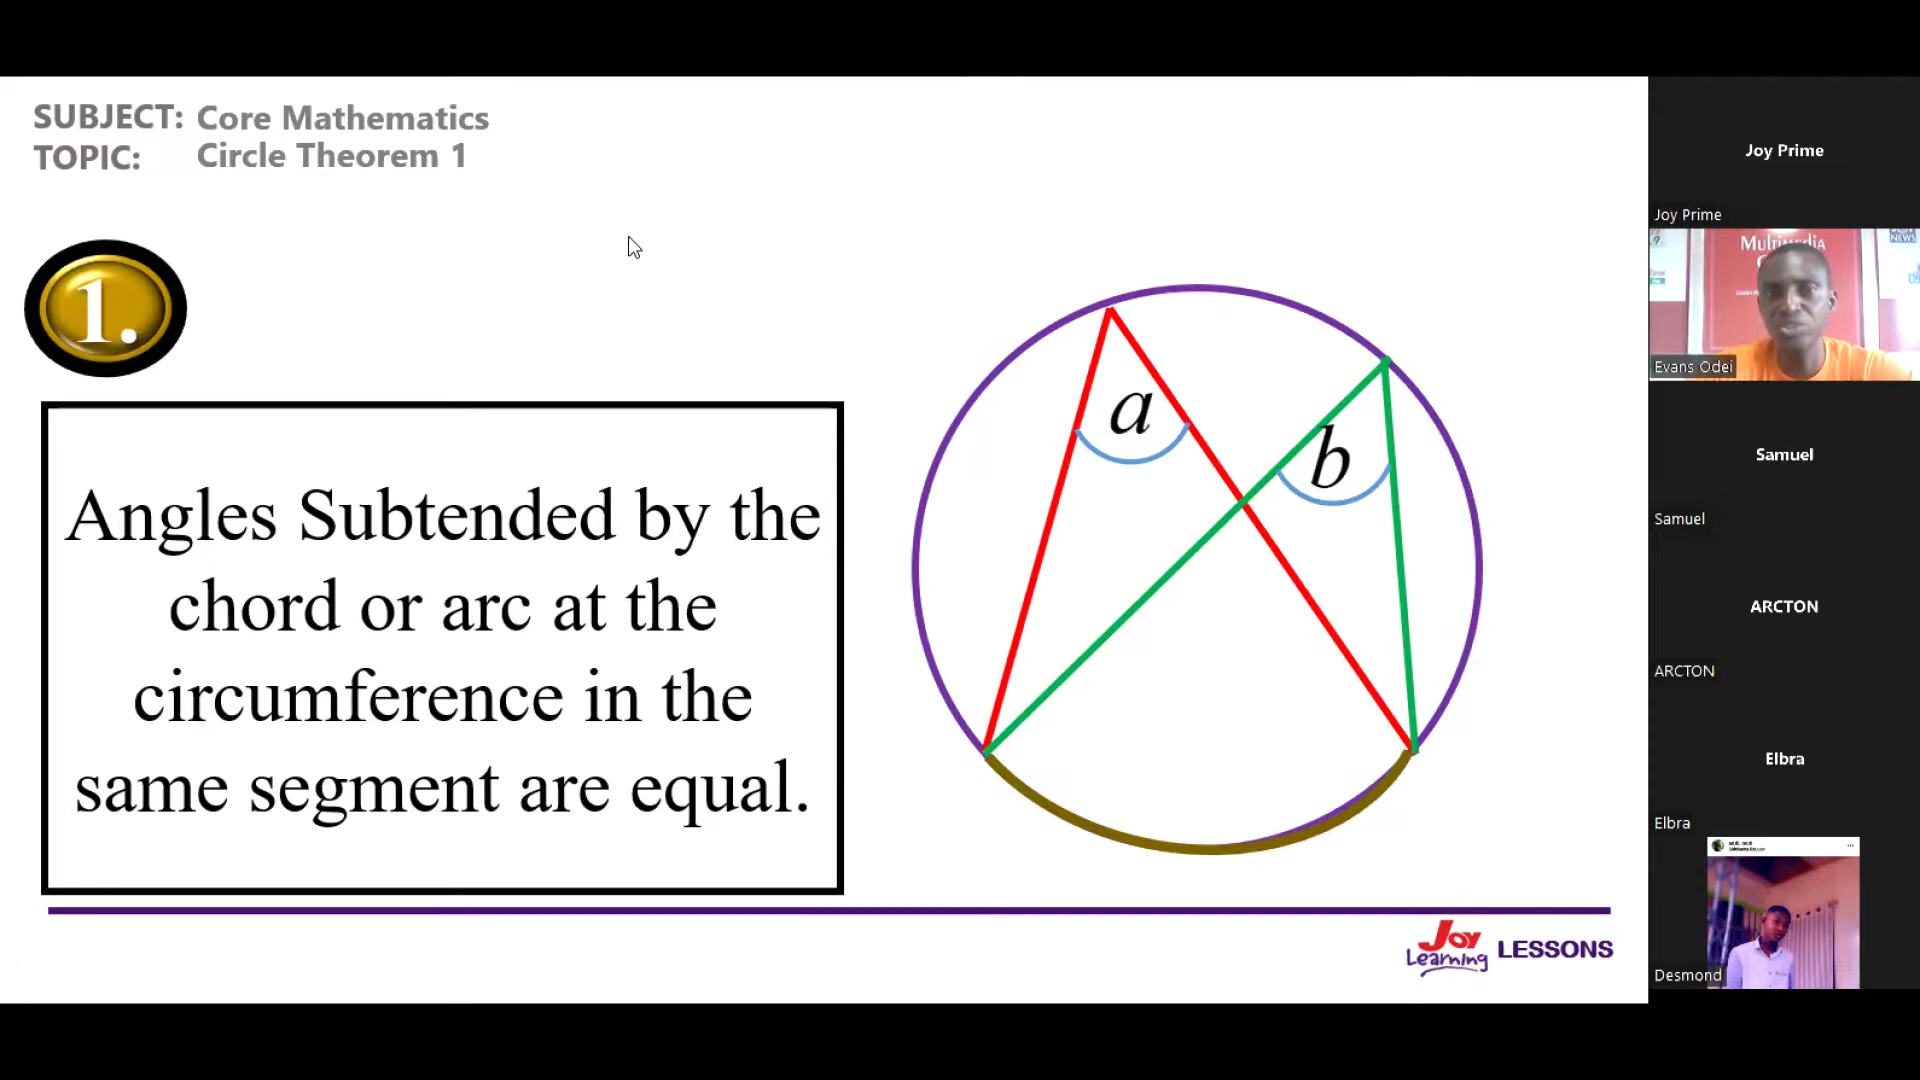 SUBJECT: Core Mathematics
TOPIC: Circle Theorem 1
1.
Angles Subtended by the
chord or arc at the
circumference in the
same segment are equal.
a
b
Joy Learning LESSONS
Joy Prime
Joy Prime
Multimedia
NEWS
Evans Odei
Samuel
Samuel
ARCTON
ARCTON
Elbra
Elbra
Desmond